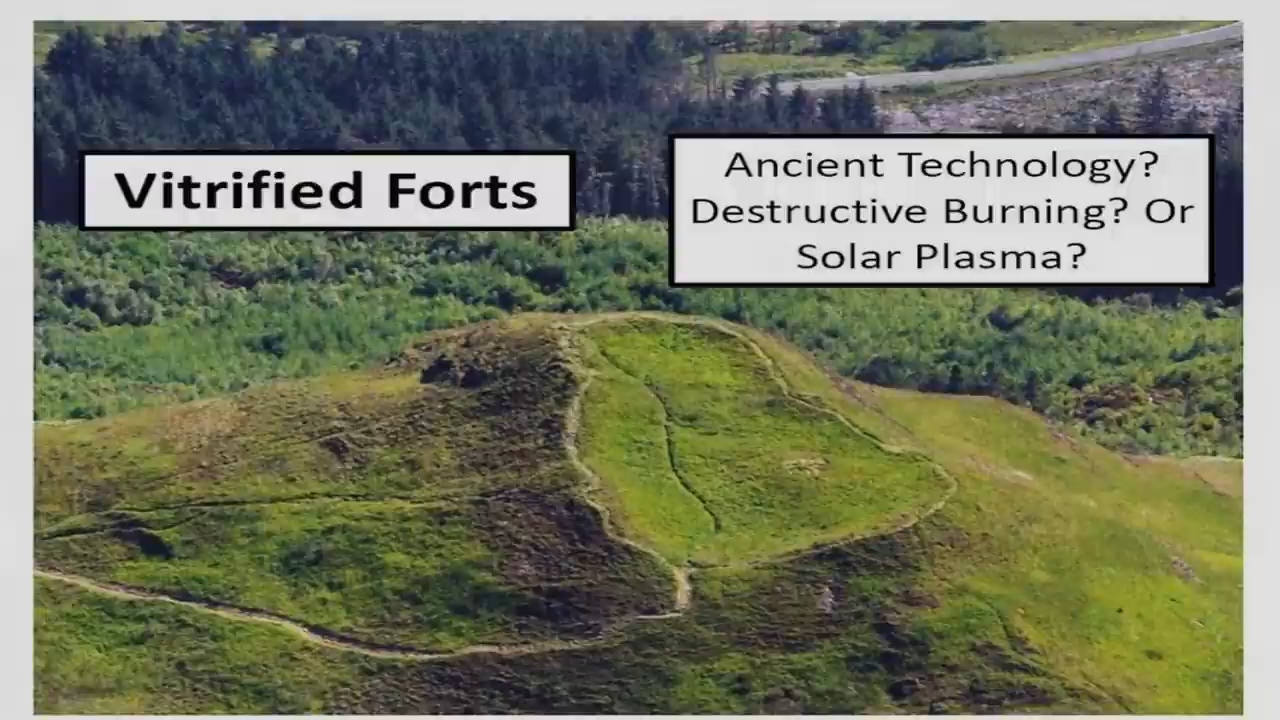 Vitrified Forts
Ancient Technology?
Destructive Burning? Or
Solar Plasma?